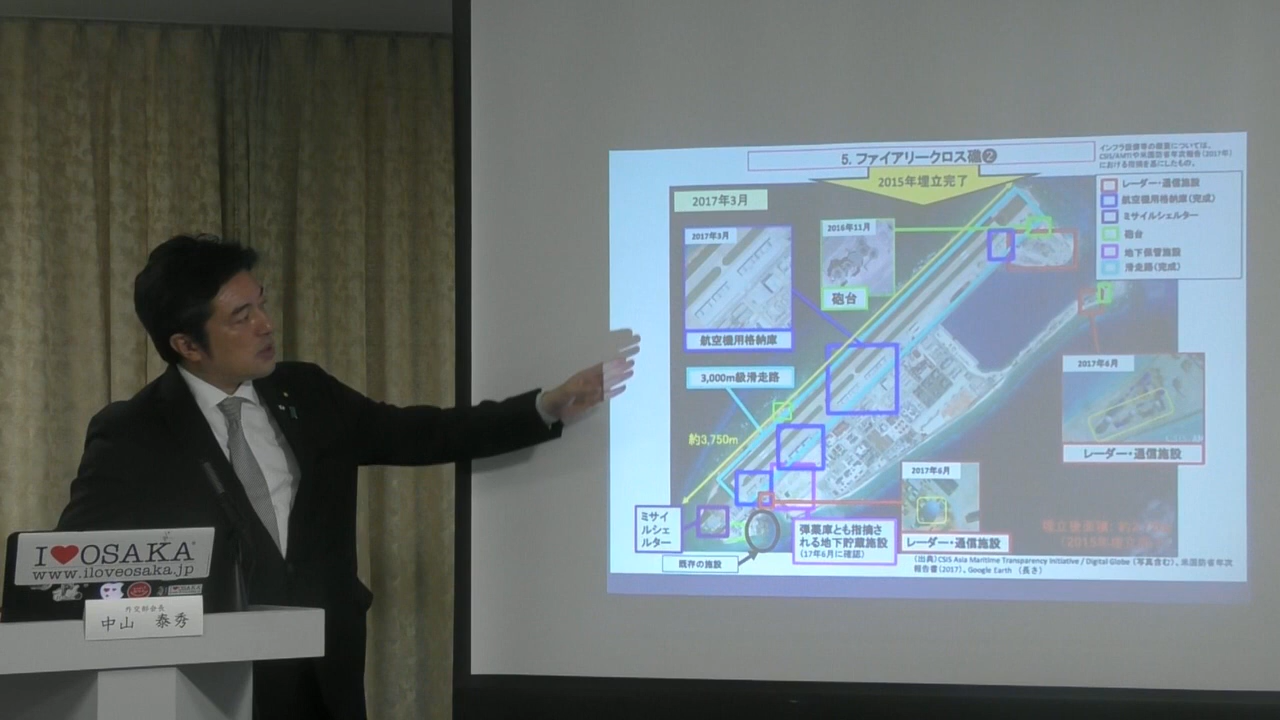 5. ファイアリークロス礁❷
インフラ設備等の概要については、
CSIS/AMTIや米国防省年次報告(2017年)
における指摘を基にしたもの。
2015年埋立完了
2017年3月
レーダー・通信施設
航空機用格納庫(完成)
ミサイルシェルター
砲台
地下保管施設
滑走路(完成)
2017年3月
航空機用格納庫
2016年11月
砲台
3,000m級滑走路
約3,750m
2017年6月
レーダー・通信施設
2017年6月
レーダー・通信施設
ミサイ
ルシェ
ルター
弾薬庫とも指摘さ
れる地下貯蔵施設
(17年6月に確認)
既存の施設
(出典)CSIS Asia Maritime Transparency Initiative / Digital Globe (写真含む)、米国防省年次
報告書(2017)、Google Earth (長さ)
I❤OSAKA
www.iloveosaka.jp
外交部会長
中山 泰秀